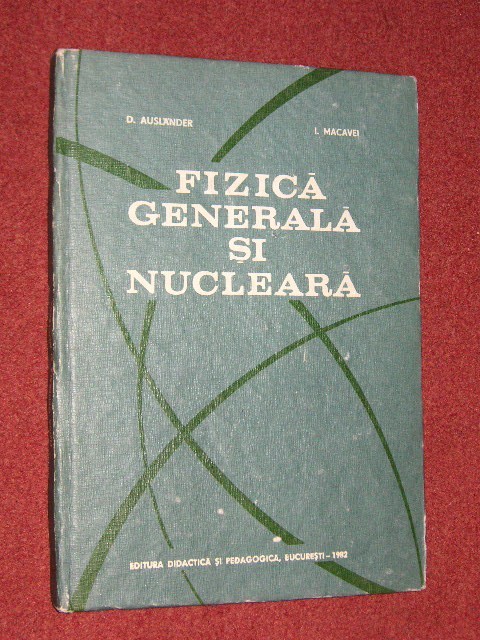 D. AUSLÄNDER
I. MACAVEI
FIZICĂ
GENERALĂ
ȘI
NUCLEARĂ
EDITURA DIDACTICĂ ȘI PEDAGOGICĂ, BUCUREȘTI – 1982